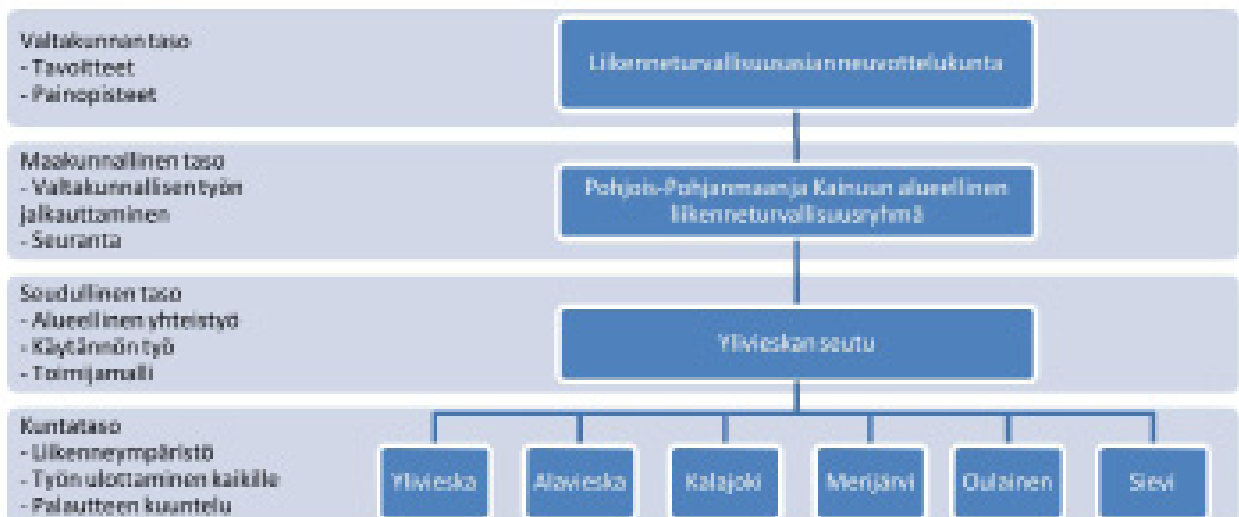 Valtakunnan taso
- Tavoitteet
- Painopisteet
Liikenneturvallisuusasianneuvottelukunta
Maakunnallinen taso
- Valtakunnallisen työn
jalkauttaminen
- Seuranta
Pohjois-Pohjanmaan ja Kainuun alueellinen
liikenneturvallisuusryhmä
Seudullinen taso
- Alueellinen yhteistyö
- Käytännön työ
- Toimijamalli
Ylivieskan seutu
Kuntataso
- Liikenneympäristö
- Työn ulottaminen kaikille
- Palautteen kuuntelu
Ylivieska
Alavieska
Kalajoki
Merijärvi
Oulainen
Sievi